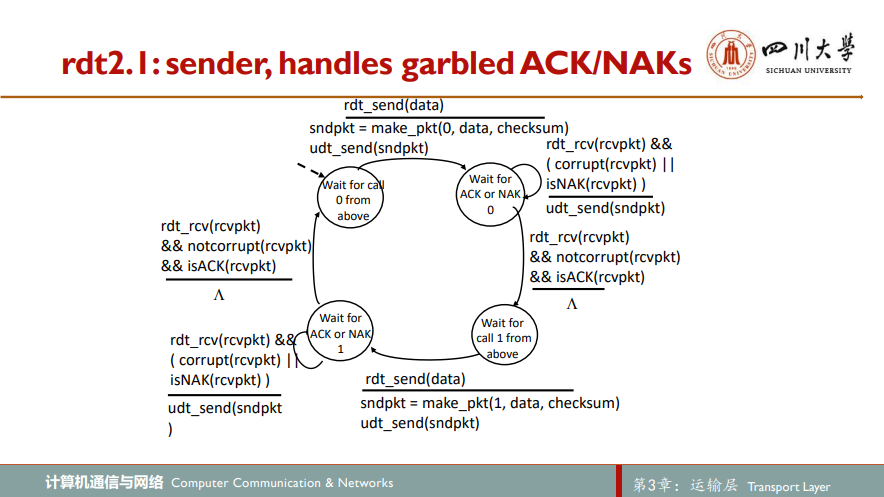 rdt2.1: sender, handles garbled ACK/NAKs
四川大學
SICHUAN UNIVERSITY
rdt_send(data)
sndpkt = make_pkt(0, data, checksum)
udt_send(sndpkt)
Wait for call
0 from
above
Wait for
ACK or NAK
0
rdt_rcv(rcvpkt) &&
( corrupt(rcvpkt) ||
isNAK(rcvpkt) )
udt_send(sndpkt)
rdt_rcv(rcvpkt)
&& notcorrupt(rcvpkt)
&& isACK(rcvpkt)
Λ
rdt_rcv(rcvpkt)
&& notcorrupt(rcvpkt)
&& isACK(rcvpkt)
Λ
Wait for
ACK or NAK
1
Wait for
call 1 from
above
rdt_rcv(rcvpkt) &&
( corrupt(rcvpkt) ||
isNAK(rcvpkt) )
udt_send(sndpkt
)
rdt_send(data)
sndpkt = make_pkt(1, data, checksum)
udt_send(sndpkt)
计算机通信与网络 Computer Communication & Networks
第3章：运输层 Transport Layer